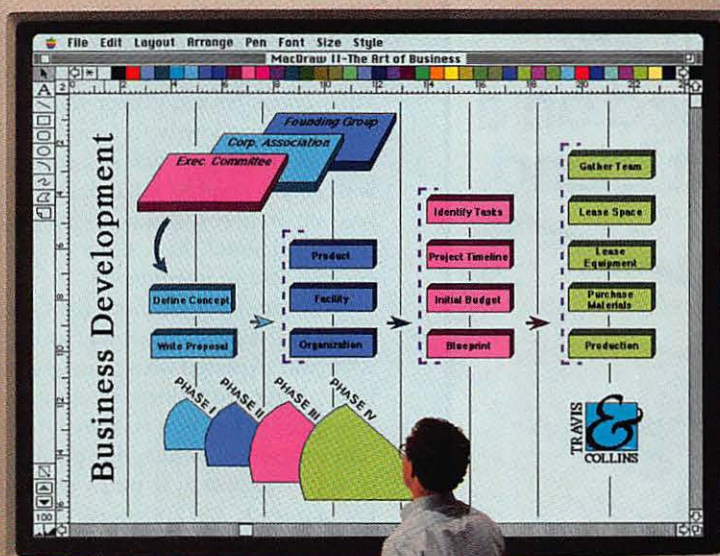 File Edit Layout Arrange Pen Font Size Style
MacDraw II-The Art of Business
Business Development
Founding Group
Corp. Association
Exec. Committee
Define Concept
Write Proposal
Product
Facility
Organization
Identify Tasks
Project Timeline
Initial Budget
Blueprint
Gather Team
Lease Space
Lease
Equipment
Purchase
Materials
Production
PHASE I
PHASE II
PHASE III
PHASE IV
TRAVIS
&
COLLINS
100